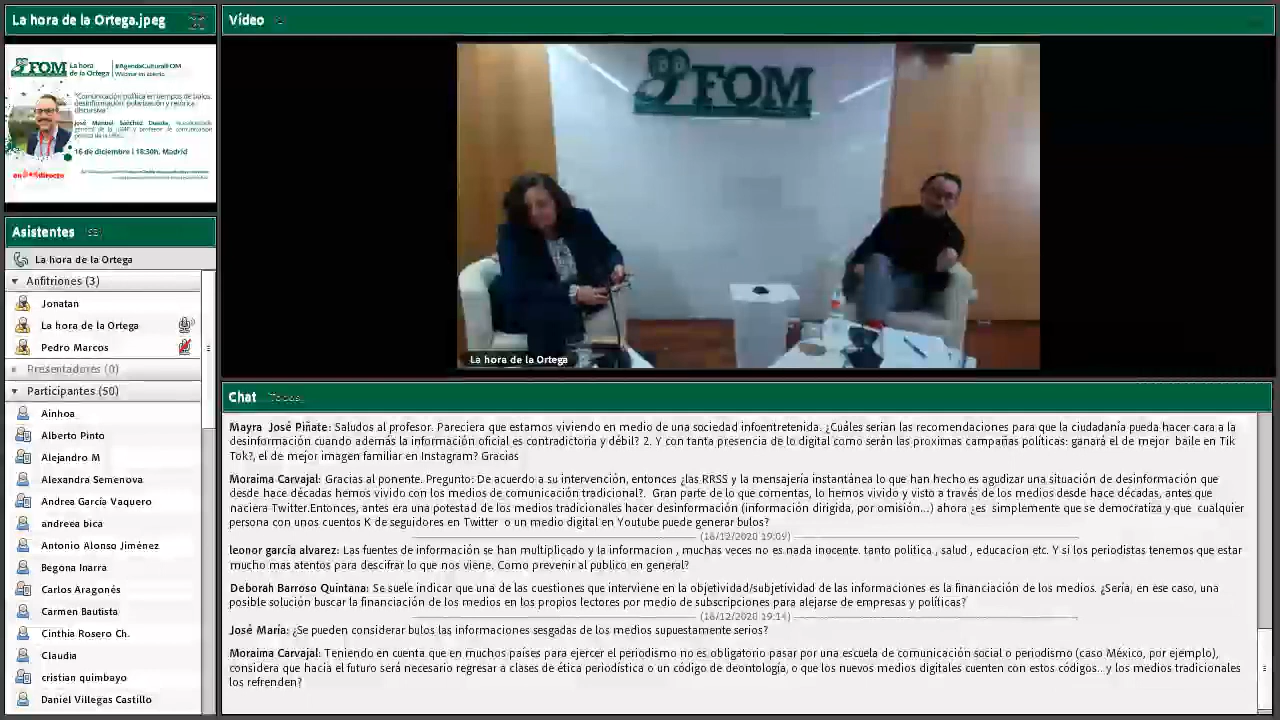 La hora de la Ortega.jpeg
FOM
La hora
de la Ortega
#AgendaCulturalFOM
Webinar en abierto
"Comunicación política en tiempos de bulos,
desinformación, polarización y retórica
discursiva"
16 de diciembre | 18:30h. Madrid
Asistentes 53
La hora de la Ortega
Anfitriones (3)
Jonatan
La hora de la Ortega
Pedro Marcos
Presentadores (0)
Participantes (50)
Ainhoa
Alberto Pinto
Alejandro M
Alexandra Semenova
Andrea García Vaquero
andreea bica
Antonio Alonso Jiménez
Begona Inarra
Carlos Aragonés
Carmen Bautista
Cinthia Rosero Ch.
Claudia
cristian quimbayo
Daniel Villegas Castillo
Vídeo
FOM
La hora de la Ortega
Chat Todos
Mayra José Piñate: Saludos al profesor. Pareciera que estamos viviendo en medio de una sociedad infoentretenida. ¿Cuáles serían las recomendaciones para que la ciudadanía pueda hacer cara a la
desinformación cuando además la información oficial es contradictoria y débil? 2. Y con tanta presencia de lo digital como serán las proximas campañas políticas: ganará el de mejor baile en Tik
Tok?, el de mejor imagen familiar en Instagram? Gracias
Moraima Carvajal: Gracias al ponente. Pregunto: De acuerdo a su intervención, entonces ¿las RRSS y la mensajería instantánea lo que han hecho es agudizar una situación de desinformación que
desde hace décadas hemos vivido con los medios de comunicación tradicional?. Gran parte de lo que comentas, lo hemos vivido y visto a través de los medios desde hace décadas, antes que
naciera Twitter.Entonces, antes era una potestad de los medios tradicionales hacer desinformación (información dirigida, por omisión...) ahora ¿es simplemente que se democratiza y que cualquier
persona con unos cuentos K de seguidores en Twitter o un medio digital en Youtube puede generar bulos?
(16/12/2020 19:09)
leonor garcía alvarez: Las fuentes de información se han multiplicado y la informacion , muchas veces no es nada inocente. tanto politica , salud , educacion etc. Y si los periodistas tenemos que estar
mucho mas atentos para descifrar lo que nos viene. Como prevenir al publico en general?
Deborah Barroso Quintana: Se suele indicar que una de las cuestiones que interviene en la objetividad/subjetividad de las informaciones es la financiación de los medios. ¿Sería, en ese caso, una
posible solución buscar la financiación de los medios en los propios lectores por medio de subscripciones para alejarse de empresas y políticas?
(16/12/2020 19:14)
José María: ¿Se pueden considerar bulos las informaciones sesgadas de los medios supuestamente serios?
Moraima Carvajal: Teniendo en cuenta que en muchos países para ejercer el periodismo no es obligatorio pasar por una escuela de comunicación social o periodismo (caso México, por ejemplo),
considera que hacia el futuro será necesario regresar a clases de ética periodística o un código de deontología, o que los nuevos medios digitales cuenten con estos códigos...y los medios tradicionales
los refrenden?